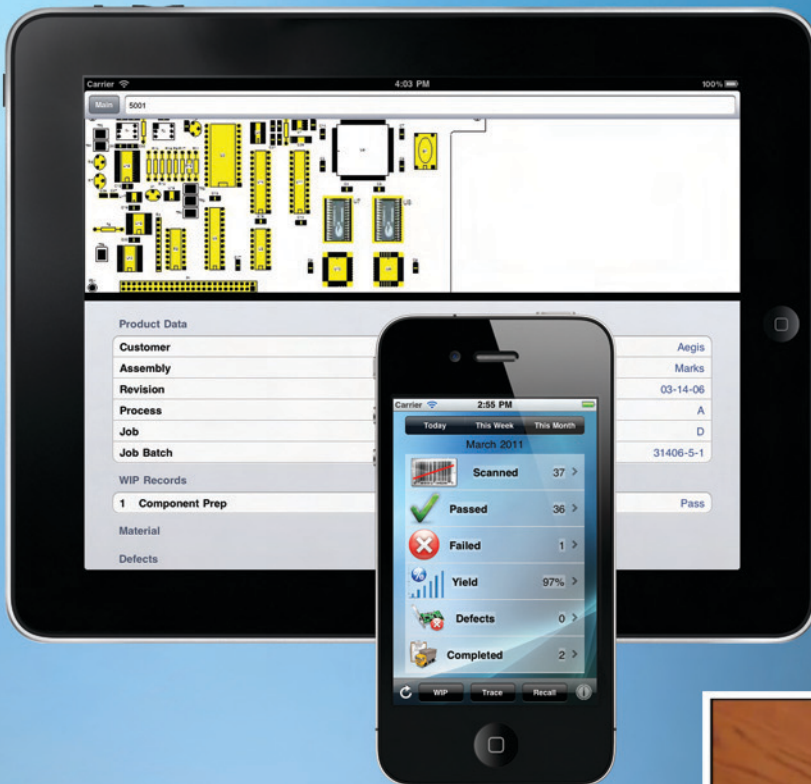 Carrier 4:03 PM 100%
Main 5001
U7 U8
Product Data
Customer Aegis
Assembly Marks
Revision 03-14-06
Process A
Job D
Job Batch 31406-5-1
WIP Records
1 Component Prep Pass
Material
Defects
Carrier 2:55 PM
Today This Week This Month
March 2011
Scanned 37
Passed 36
Failed 1
% Yield 97%
Defects 0
Completed 2
WIP Trace Recall